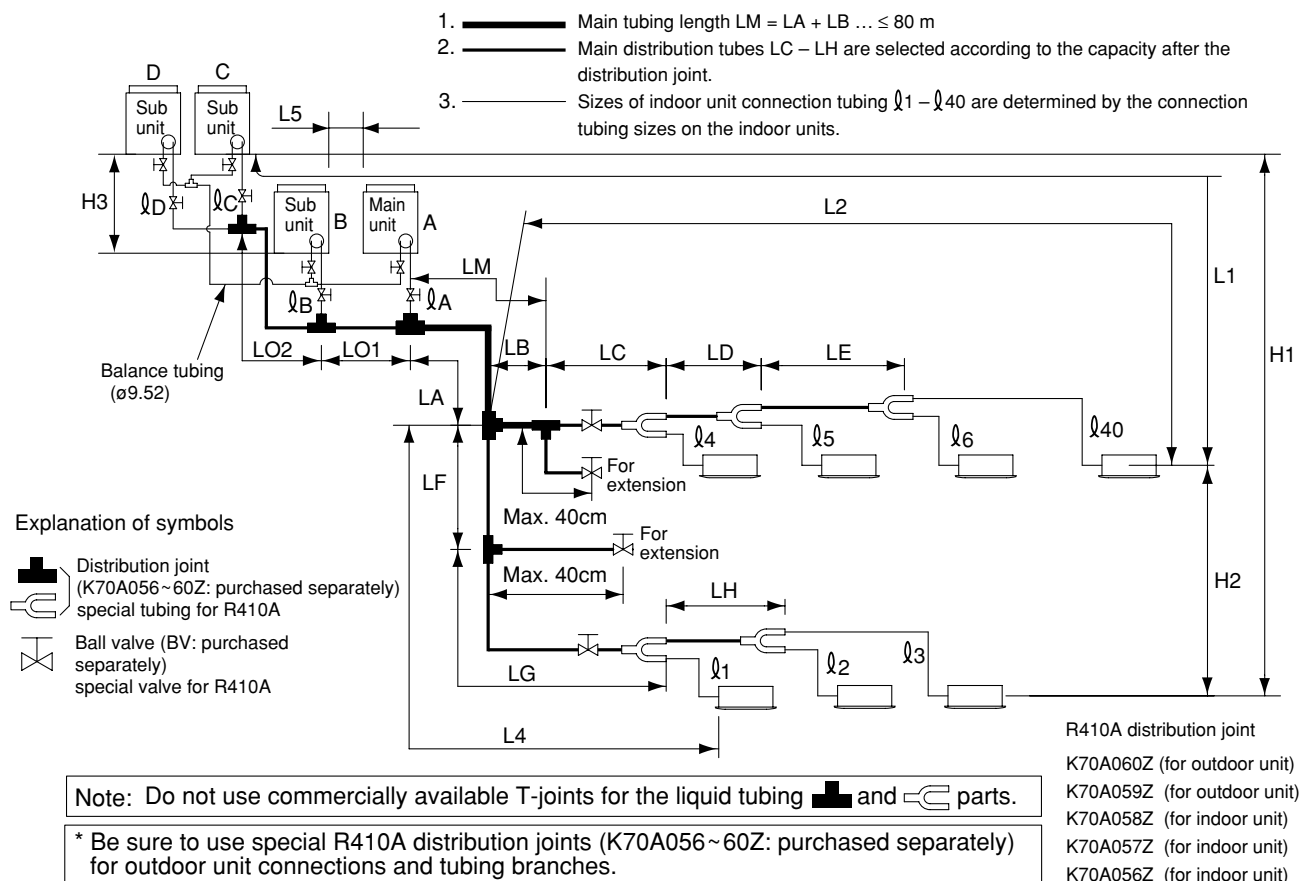 1. Main tubing length LM = LA + LB ... ≤ 80 m
2. Main distribution tubes LC – LH are selected according to the capacity after the
distribution joint.
3. Sizes of indoor unit connection tubing ℓ1 – ℓ40 are determined by the connection
tubing sizes on the indoor units.
D C
Sub
unit
Sub
unit
L5
H3
ℓD
ℓC
Sub
unit
B
Main
unit
A
L2
LM
L1
H1
ℓB
ℓA
LO2
LO1
LB
LC
LD
LE
Balance tubing
(ø9.52)
LA
ℓ4
ℓ5
ℓ6
ℓ40
For
extension
LF
Max. 40cm
For
extension
Max. 40cm
H2
LH
ℓ1
ℓ2
ℓ3
LG
L4
Explanation of symbols
Distribution joint
(K70A056~60Z: purchased separately)
special tubing for R410A
Ball valve (BV: purchased
separately)
special valve for R410A
R410A distribution joint
K70A060Z (for outdoor unit)
K70A059Z (for outdoor unit)
K70A058Z (for indoor unit)
K70A057Z (for indoor unit)
K70A056Z (for indoor unit)
Note: Do not use commercially available T-joints for the liquid tubing and parts.
* Be sure to use special R410A distribution joints (K70A056~60Z: purchased separately)
for outdoor unit connections and tubing branches.